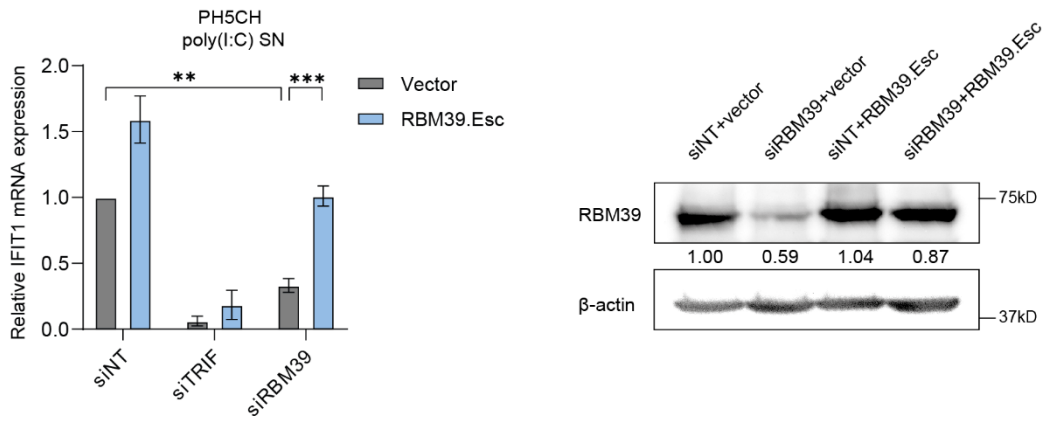 PH5CH
poly(I:C) SN
Relative IFIT1 mRNA expression
2.0
1.5
1.0
0.5
0.0
**
***
Vector
RBM39.Esc
siNT
siTRIF
siRBM39
siNT+vector
siRBM39+vector
siNT+RBM39.Esc
siRBM39+RBM39.Esc
RBM39
75kD
1.00 0.59 1.04 0.87
β-actin
37kD